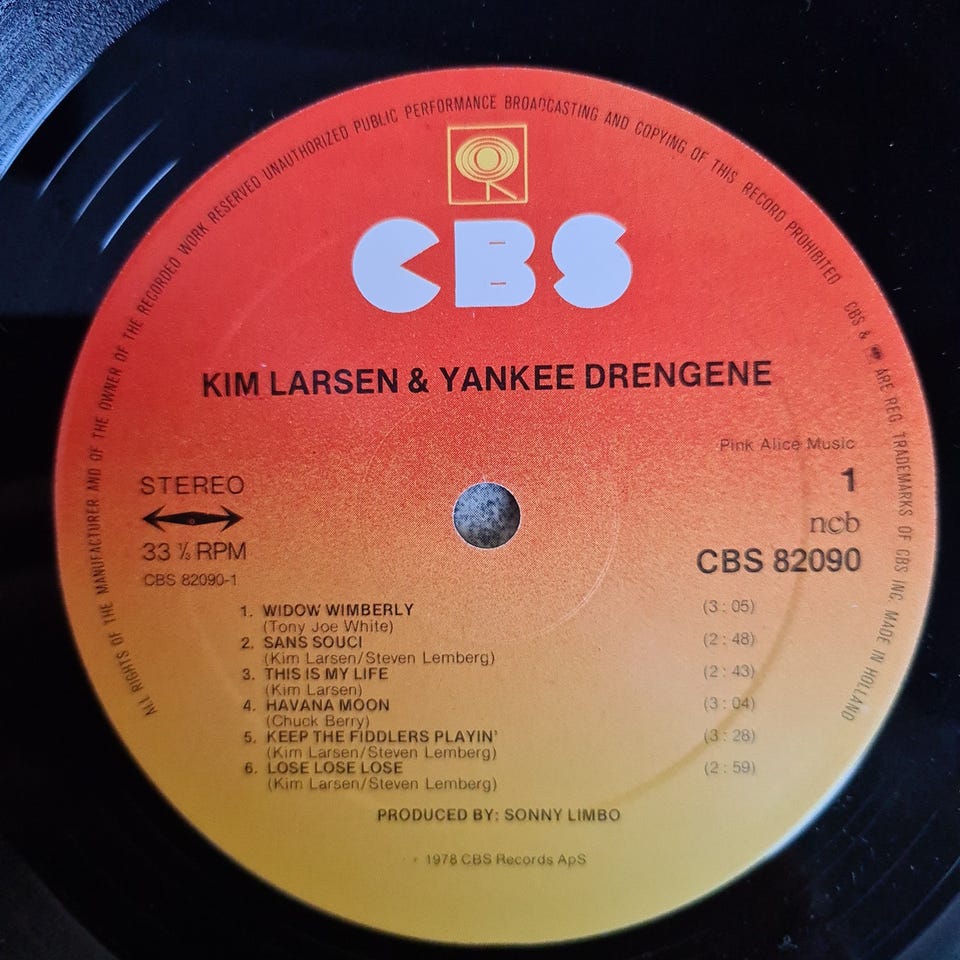 ALL RIGHTS OF THE MANUFACTURER AND OF THE OWNER OF THE RECORDED WORK RESERVED UNAUTHORIZED PUBLIC PERFORMANCE BROADCASTING AND COPYING OF THIS RECORD PROHIBITED
CBS & ARE REG. TRADEMARKS OF CBS INC. MADE IN HOLLAND
CBS
KIM LARSEN & YANKEE DRENGENE
Pink Alice Music
STEREO
1
ncb
33 ⅓ RPM
CBS 82090
CBS 82090-1
1. WIDOW WIMBERLY (3 : 05)
(Tony Joe White)
2. SANS SOUCI (2 : 48)
(Kim Larsen/Steven Lemberg)
3. THIS IS MY LIFE (2 : 43)
(Kim Larsen)
4. HAVANA MOON (3 : 04)
(Chuck Berry)
5. KEEP THE FIDDLERS PLAYIN' (3 : 28)
(Kim Larsen/Steven Lemberg)
6. LOSE LOSE LOSE (2 : 59)
(Kim Larsen/Steven Lemberg)
PRODUCED BY: SONNY LIMBO
1978 CBS Records ApS